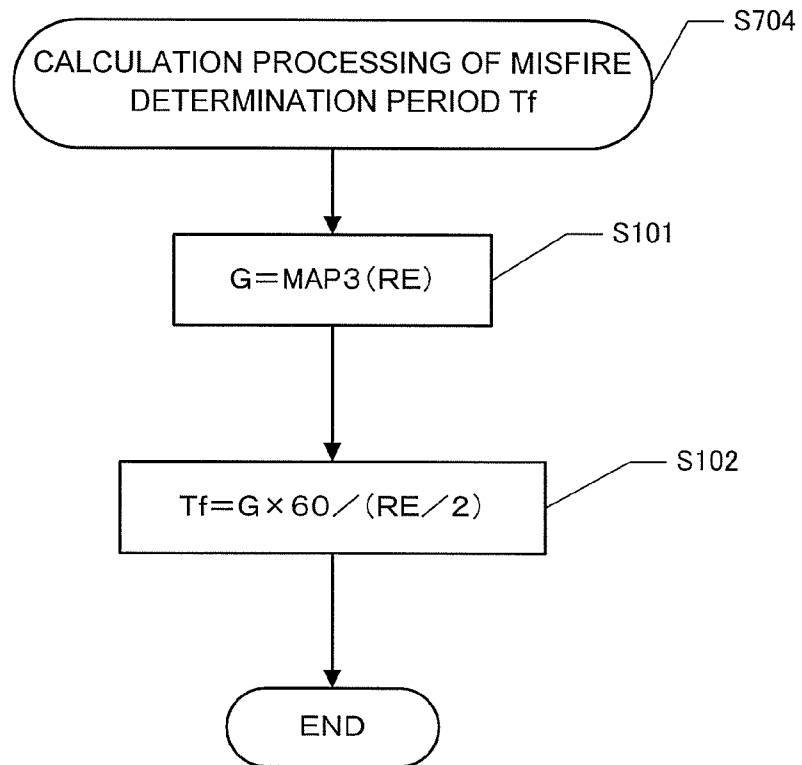 S704
CALCULATION PROCESSING OF MISFIRE
DETERMINATION PERIOD Tf
S101
G=MAP3(RE)
S102
Tf=G×60/(RE/2)
END